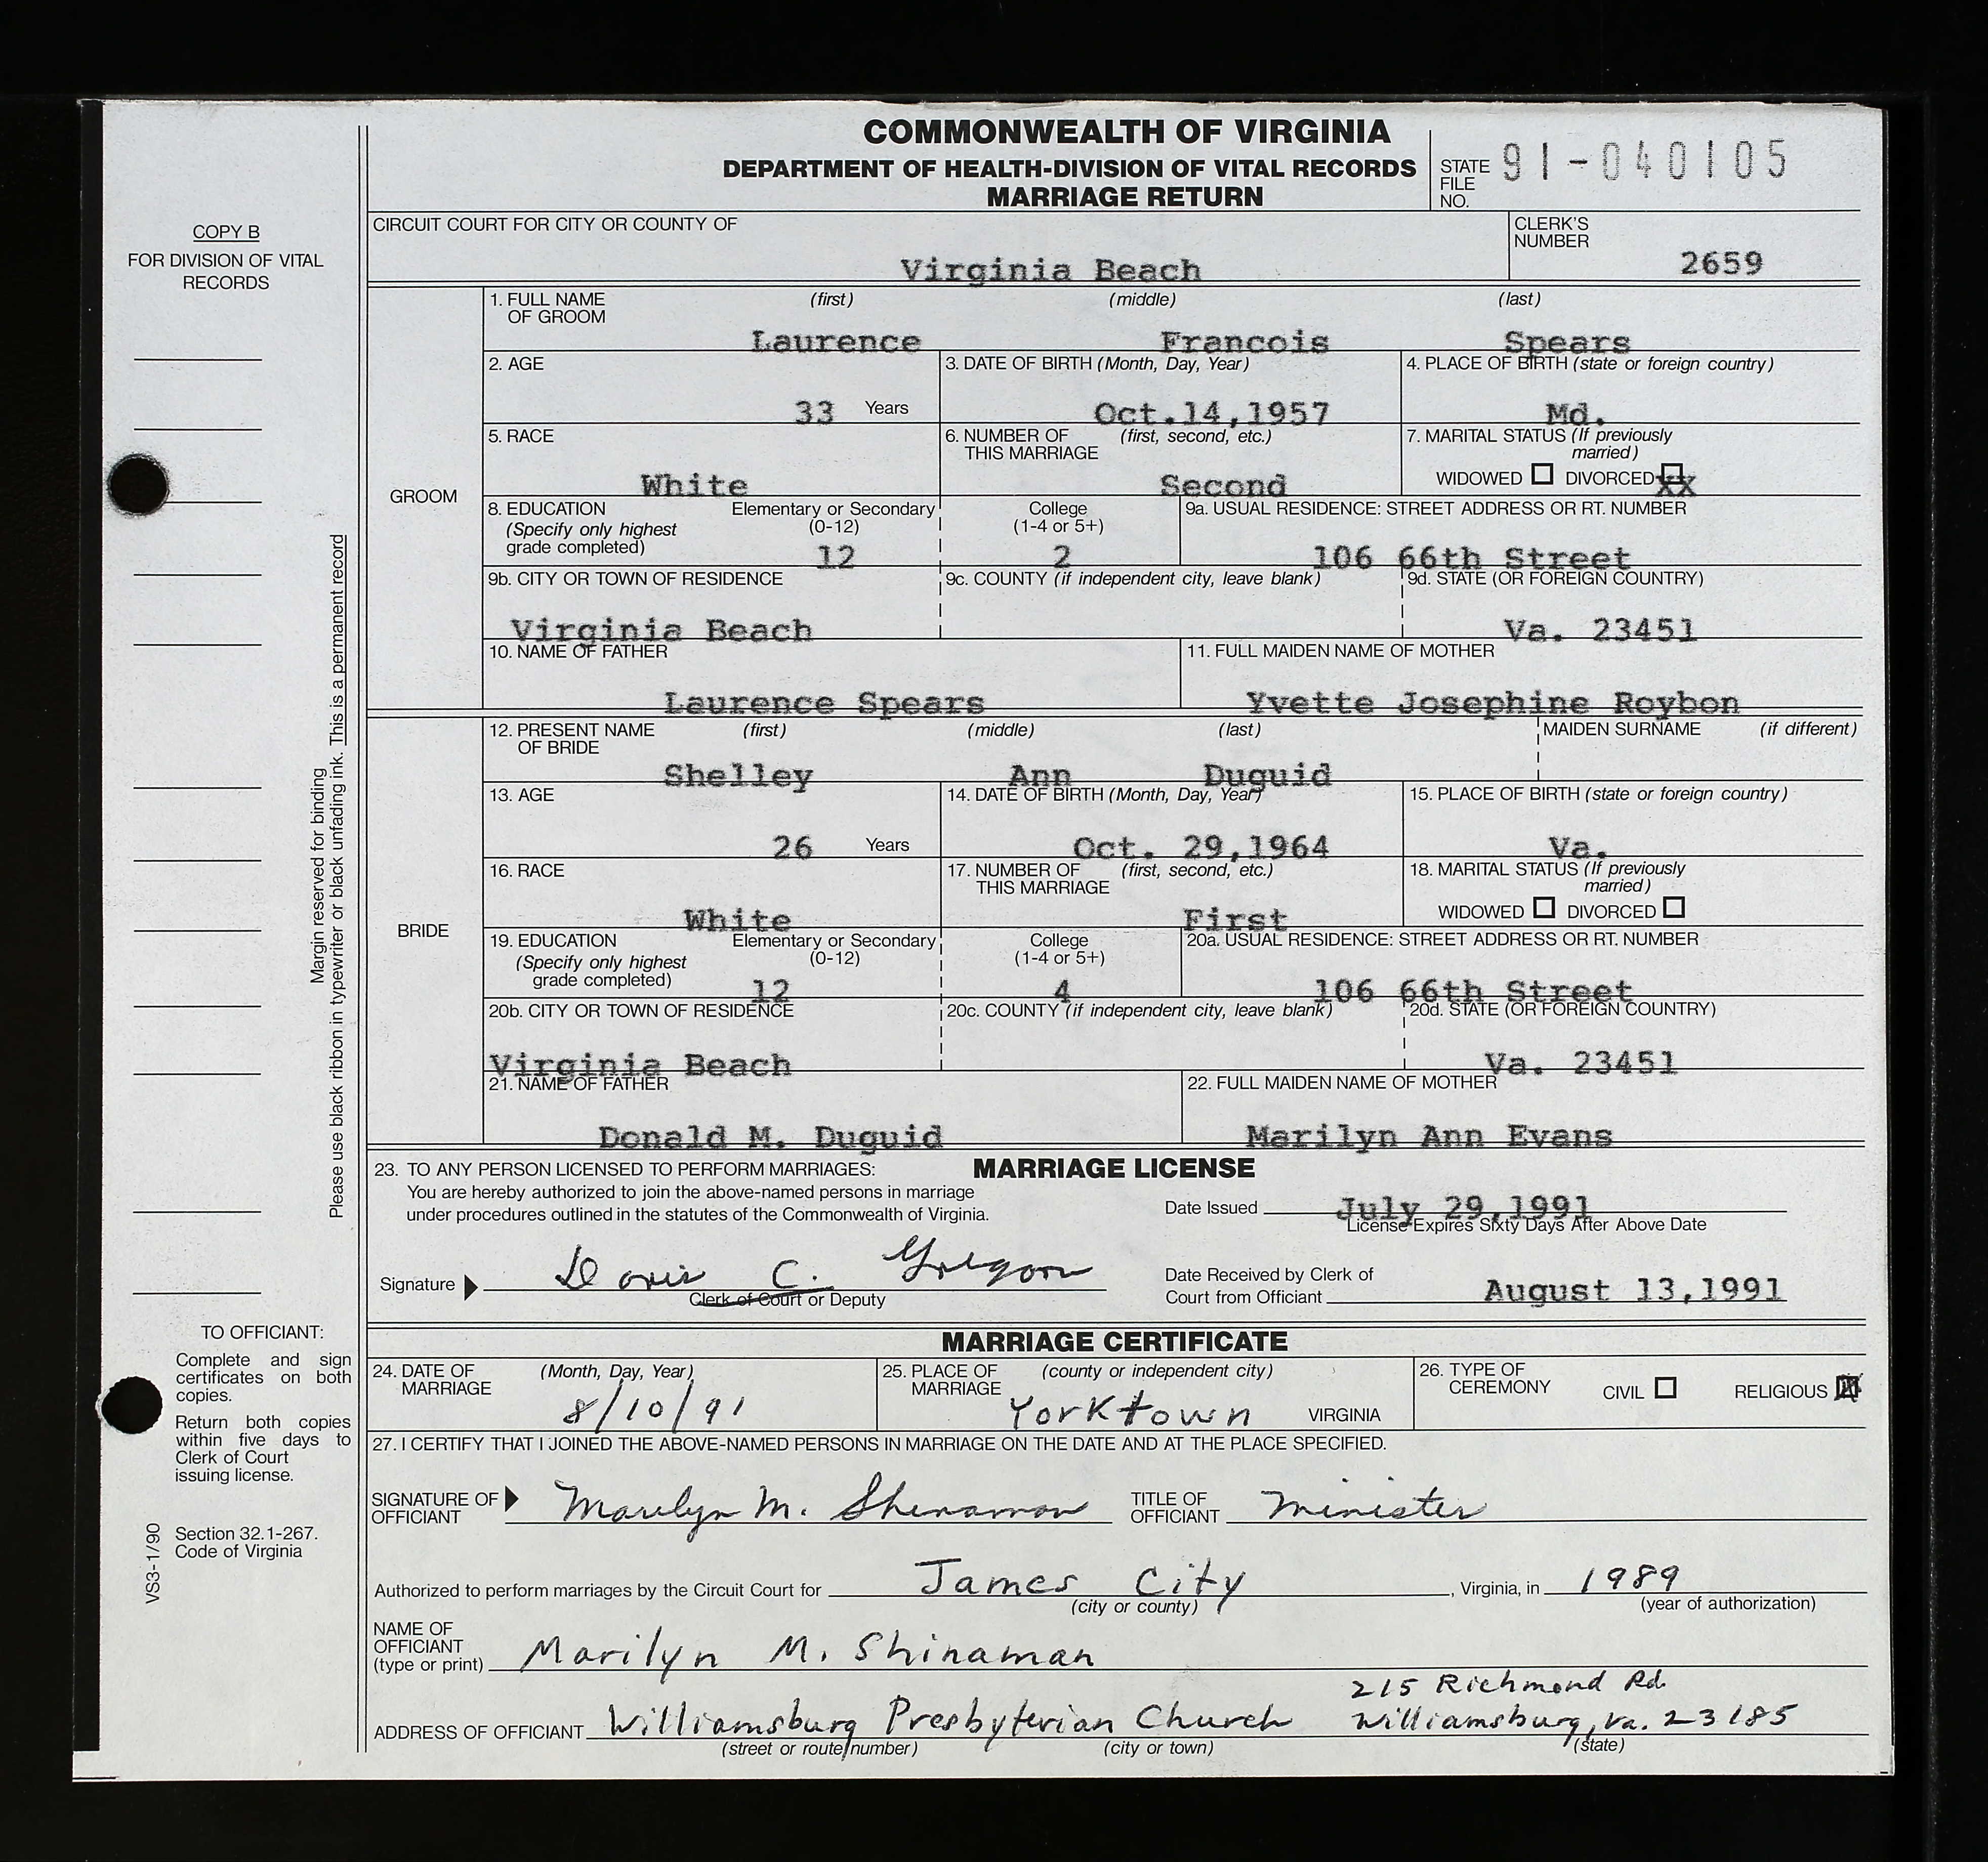 COMMONWEALTH OF VIRGINIA
DEPARTMENT OF HEALTH-DIVISION OF VITAL RECORDS
MARRIAGE RETURN
STATE FILE NO. 91-040105
COPY B
FOR DIVISION OF VITAL
RECORDS
CIRCUIT COURT FOR CITY OR COUNTY OF
Virginia Beach
CLERK'S NUMBER
2659
GROOM
1. FULL NAME OF GROOM (first) (middle) (last)
Laurence Francois Spears
2. AGE 3. DATE OF BIRTH (Month, Day, Year) 4. PLACE OF BIRTH (state or foreign country)
33 Years Oct.14,1957 Md.
5. RACE 6. NUMBER OF THIS MARRIAGE (first, second, etc.) 7. MARITAL STATUS (If previously married)
White Second WIDOWED DIVORCED XX
8. EDUCATION (Specify only highest grade completed) Elementary or Secondary (0-12) College (1-4 or 5+) 9a. USUAL RESIDENCE: STREET ADDRESS OR RT. NUMBER
12 2 106 66th Street
9b. CITY OR TOWN OF RESIDENCE 9c. COUNTY (if independent city, leave blank) 9d. STATE (OR FOREIGN COUNTRY)
Virginia Beach Va. 23451
10. NAME OF FATHER 11. FULL MAIDEN NAME OF MOTHER
Laurence Spears Yvette Josephine Roybon
BRIDE
12. PRESENT NAME OF BRIDE (first) (middle) (last) MAIDEN SURNAME (if different)
Shelley Ann Duguid
13. AGE 14. DATE OF BIRTH (Month, Day, Year) 15. PLACE OF BIRTH (state or foreign country)
26 Years Oct. 29,1964 Va.
16. RACE 17. NUMBER OF THIS MARRIAGE (first, second, etc.) 18. MARITAL STATUS (If previously married)
White First WIDOWED DIVORCED
19. EDUCATION (Specify only highest grade completed) Elementary or Secondary (0-12) College (1-4 or 5+) 20a. USUAL RESIDENCE: STREET ADDRESS OR RT. NUMBER
12 4 106 66th Street
20b. CITY OR TOWN OF RESIDENCE 20c. COUNTY (if independent city, leave blank) 20d. STATE (OR FOREIGN COUNTRY)
Virginia Beach Va. 23451
21. NAME OF FATHER 22. FULL MAIDEN NAME OF MOTHER
Donald M. Duguid Marilyn Ann Evans
23. TO ANY PERSON LICENSED TO PERFORM MARRIAGES: MARRIAGE LICENSE
You are hereby authorized to join the above-named persons in marriage
under procedures outlined in the statutes of the Commonwealth of Virginia.
Date Issued July 29,1991
License Expires Sixty Days After Above Date
Signature Doris C.
Clerk of Court or Deputy
Date Received by Clerk of
Court from Officiant August 13,1991
MARRIAGE CERTIFICATE
24. DATE OF MARRIAGE (Month, Day, Year) 25. PLACE OF MARRIAGE (county or independent city) 26. TYPE OF CEREMONY CIVIL RELIGIOUS X
8/10/91 Yorktown VIRGINIA
27. I CERTIFY THAT I JOINED THE ABOVE-NAMED PERSONS IN MARRIAGE ON THE DATE AND AT THE PLACE SPECIFIED.
SIGNATURE OF OFFICIANT Marilyn M. Shinaman TITLE OF OFFICIANT Minister
Authorized to perform marriages by the Circuit Court for James City, Virginia, in 1989
(city or county) (year of authorization)
NAME OF OFFICIANT (type or print) Marilyn M. Shinaman
215 Richmond Rd.
ADDRESS OF OFFICIANT Williamsburg Presbyterian Church Williamsburg, Va. 23185
(street or route number) (city or town) (state)
Margin reserved for binding
Please use black ribbon in typewriter or black unfading ink. This is a permanent record
TO OFFICIANT:
Complete and sign
certificates on both
copies.
Return both copies
within five days to
Clerk of Court
issuing license.
Section 32.1-267.
Code of Virginia
VS3-1/90